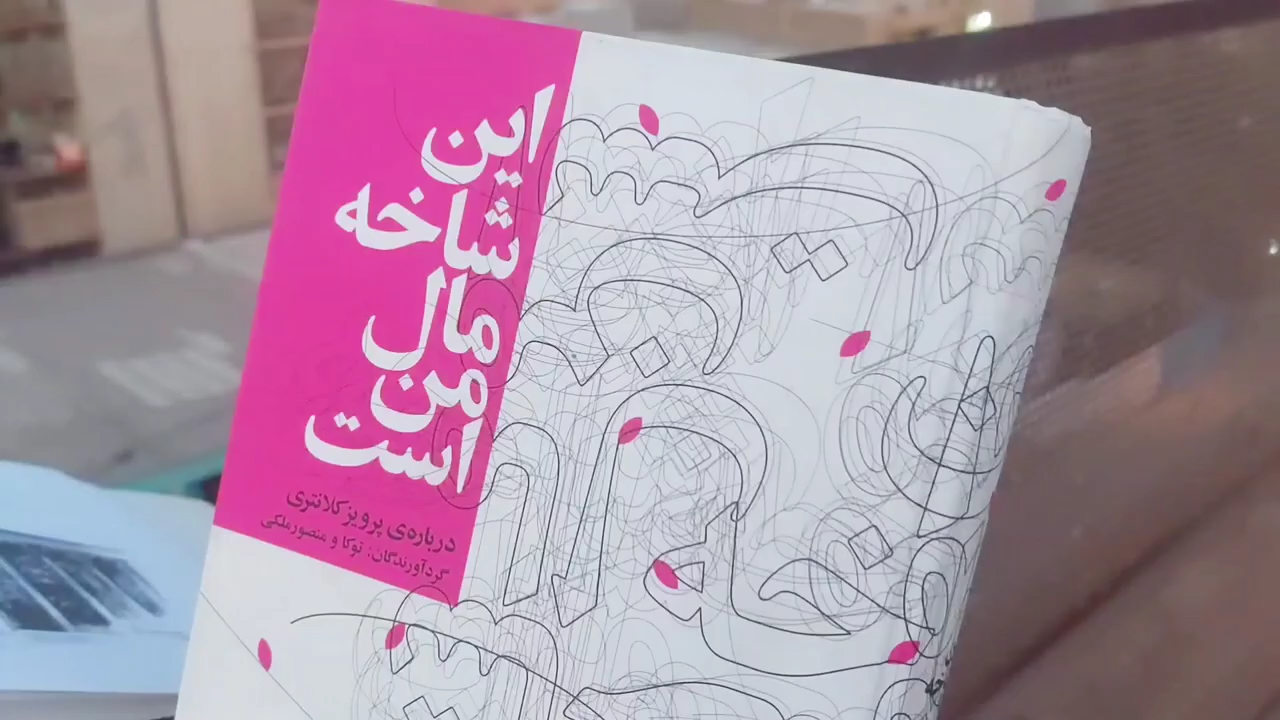 این
شاخه
مال
من
است
درباره‌ی پرویز کلانتری
گردآورندگان: توکا و منصور ملکی